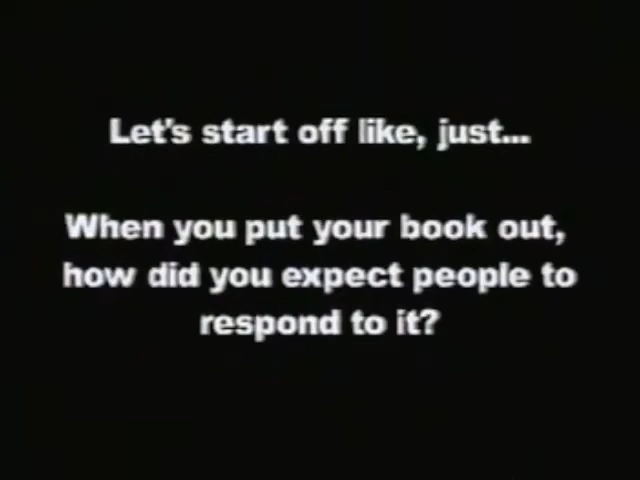 Let's start off like, just...
When you put your book out,
how did you expect people to
respond to it?